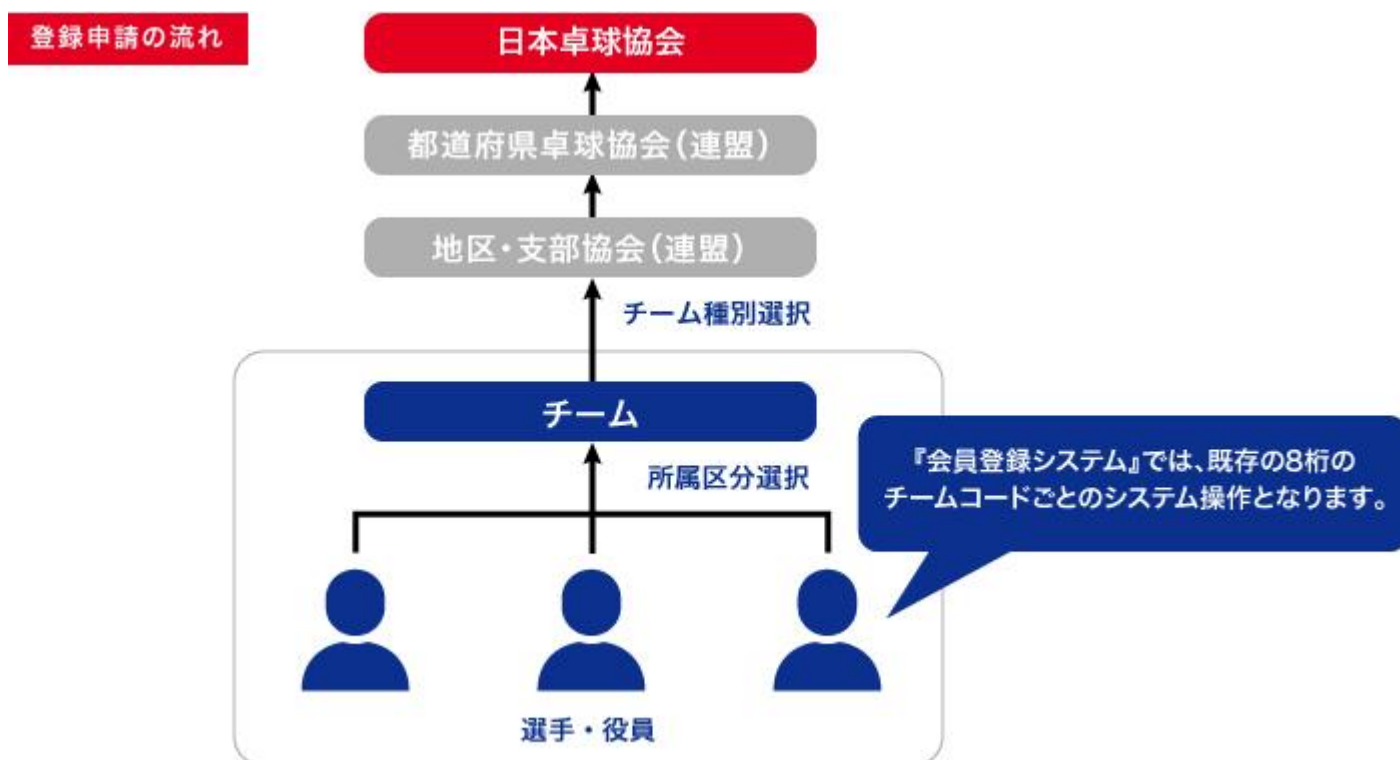 登録申請の流れ
日本卓球協会
都道府県卓球協会(連盟)
地区・支部協会(連盟)
チーム種別選択
チーム
所属区分選択
『会員登録システム』では、既存の8桁の
チームコードごとのシステム操作となります。
選手・役員